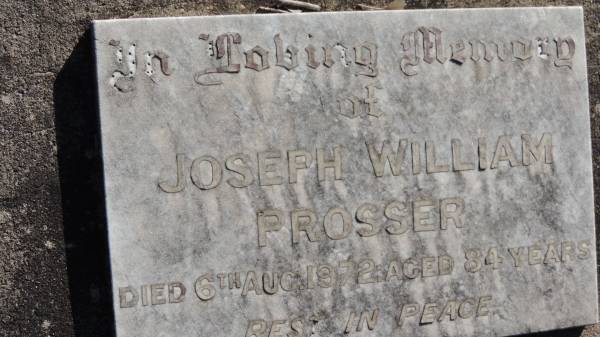 In Loving Memory
of
JOSEPH WILLIAM
PROSSER
DIED 6TH AUG. 1972. AGED 84 YEARS
REST IN PEACE.